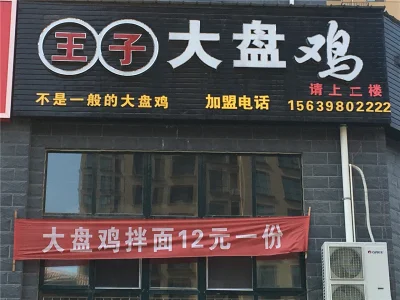 王子大盘鸡
请上二楼
不是一般的大盘鸡 加盟电话 15639802222
大盘鸡拌面12元一份